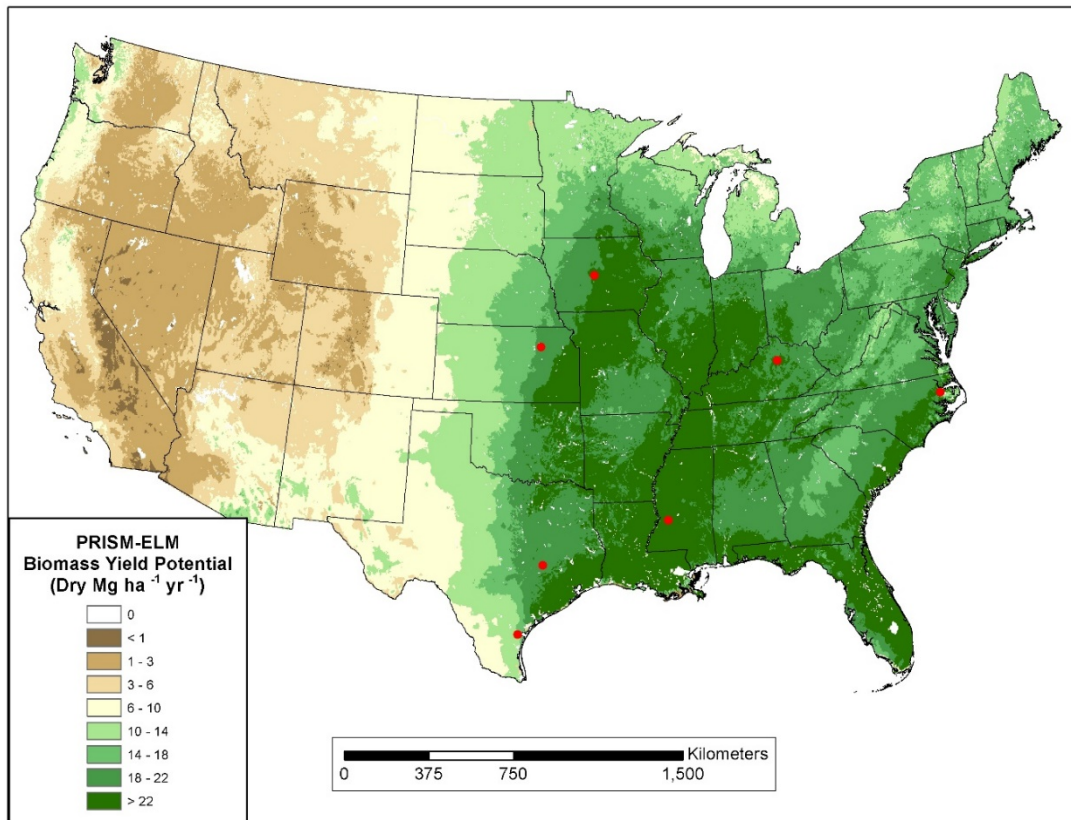 PRISM-ELM
Biomass Yield Potential
(Dry Mg ha ⁻¹ yr ⁻¹)
0
< 1
1 - 3
3 - 6
6 - 10
10 - 14
14 - 18
18 - 22
> 22
Kilometers
0 375 750 1,500